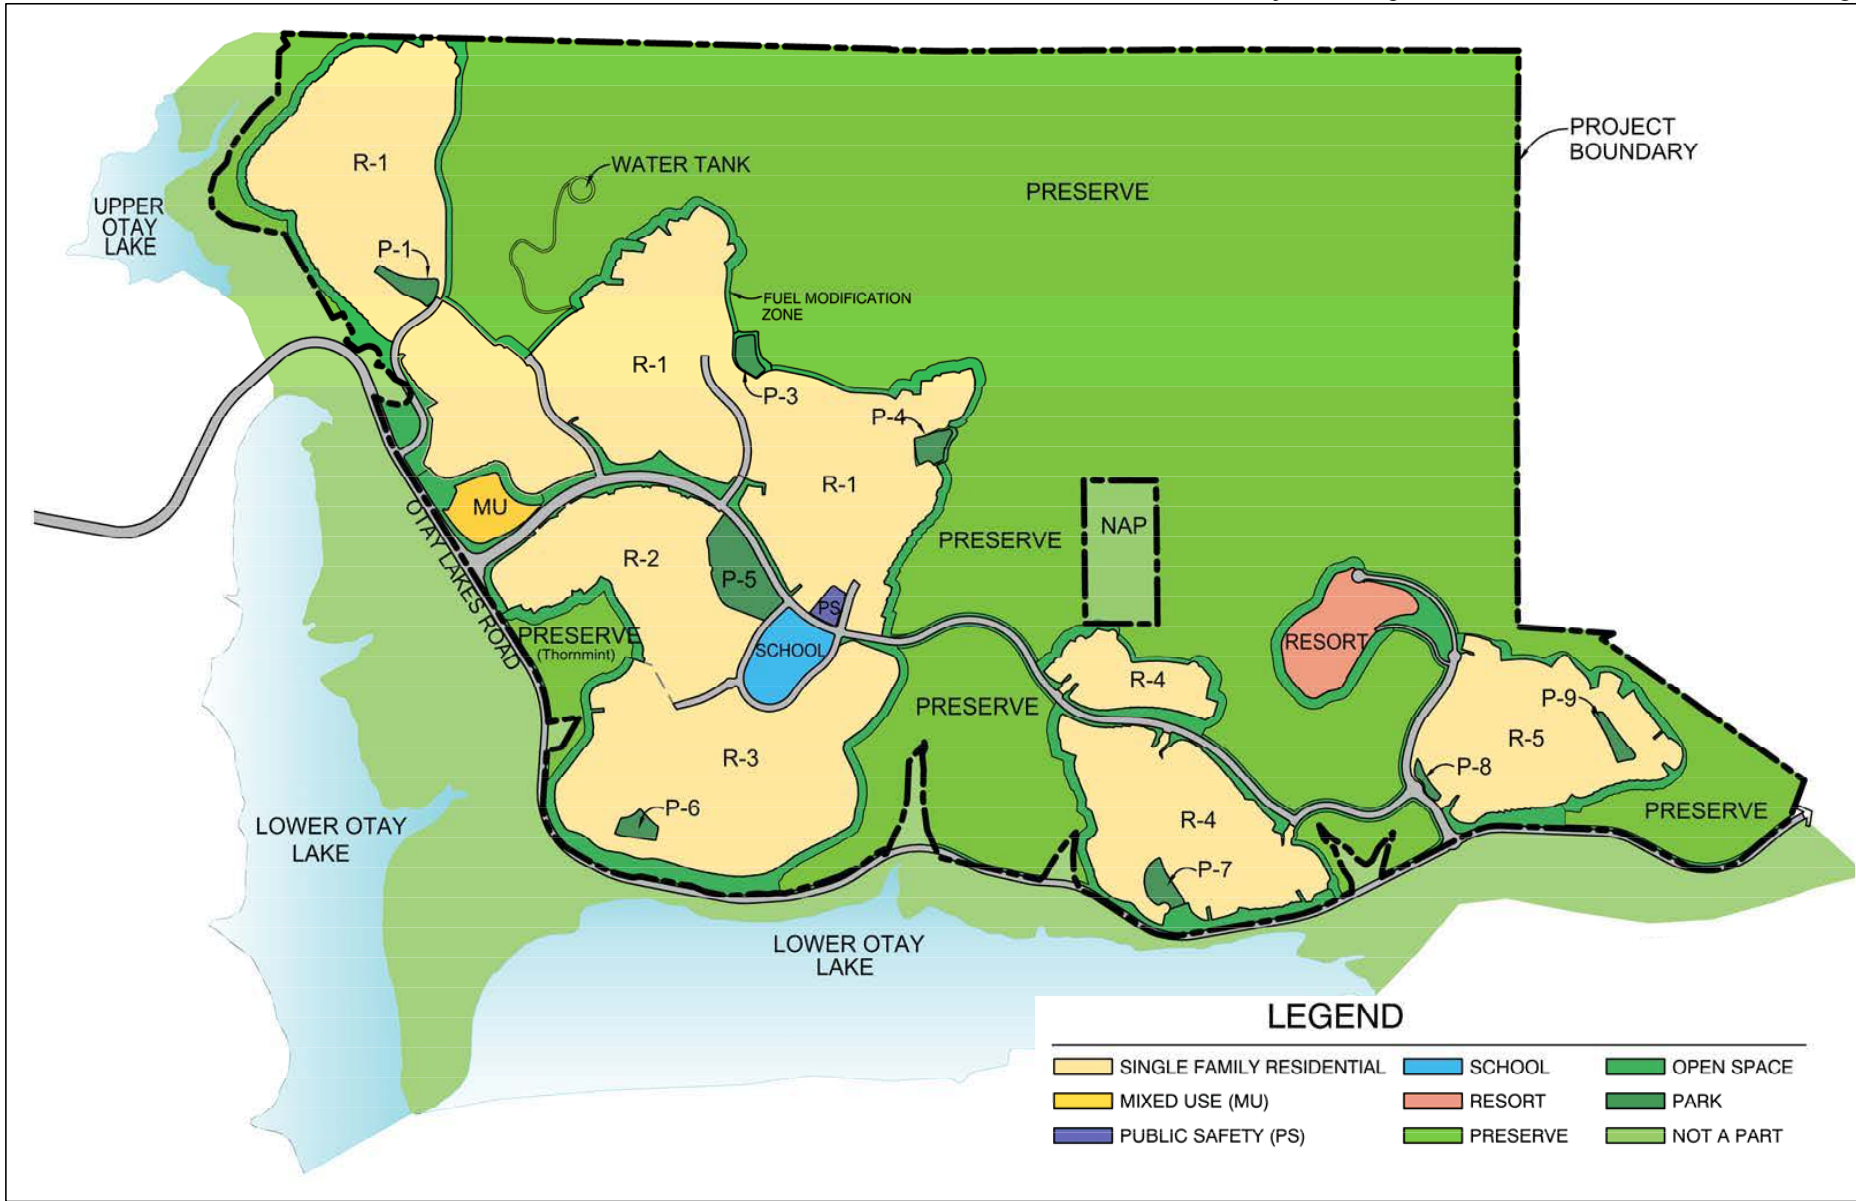 PROJECT
BOUNDARY
R-1
WATER TANK
PRESERVE
UPPER
OTAY
LAKE
P-1
FUEL MODIFICATION
ZONE
R-1
P-3
P-4
R-1
MU
OTAY LAKES ROAD
NAP
PRESERVE
R-2
P-5
PS
PRESERVE
(Thornmint)
SCHOOL
RESORT
R-4
P-9
PRESERVE
R-5
R-3
P-8
P-6
R-4
PRESERVE
LOWER OTAY
LAKE
P-7
LOWER OTAY
LAKE
LEGEND
SINGLE FAMILY RESIDENTIAL
SCHOOL
OPEN SPACE
MIXED USE (MU)
RESORT
PARK
PUBLIC SAFETY (PS)
PRESERVE
NOT A PART